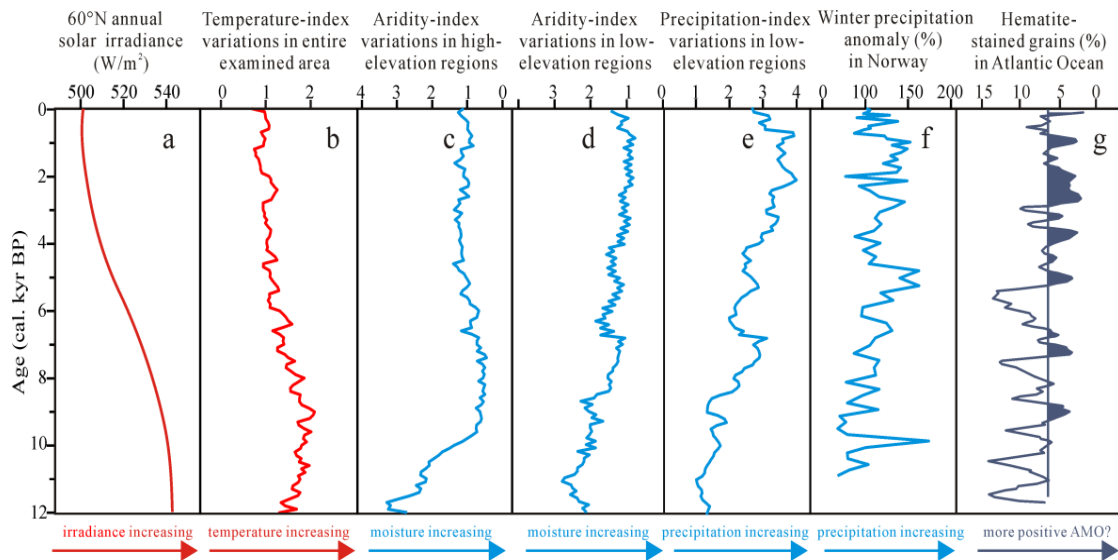 60°N annual
solar irradiance
(W/m²)
500 520 540
Temperature-index
variations in entire
examined area
0 1 2
Aridity-index
variations in high-
elevation regions
4 3 2 1 0
Aridity-index
variations in low-
elevation regions
3 2 1 0
Precipitation-index
variations in low-
elevation regions
0 1 2 3 4
Winter precipitation
anomaly (%)
in Norway
0 50 100 150 200
Hematite-
stained grains (%)
in Atlantic Ocean
15 10 5 0
a b c d e f g
Age (cal. kyr BP)
0
2
4
6
8
10
12
irradiance increasing
temperature increasing
moisture increasing
moisture increasing
precipitation increasing
precipitation increasing
more positive AMO?